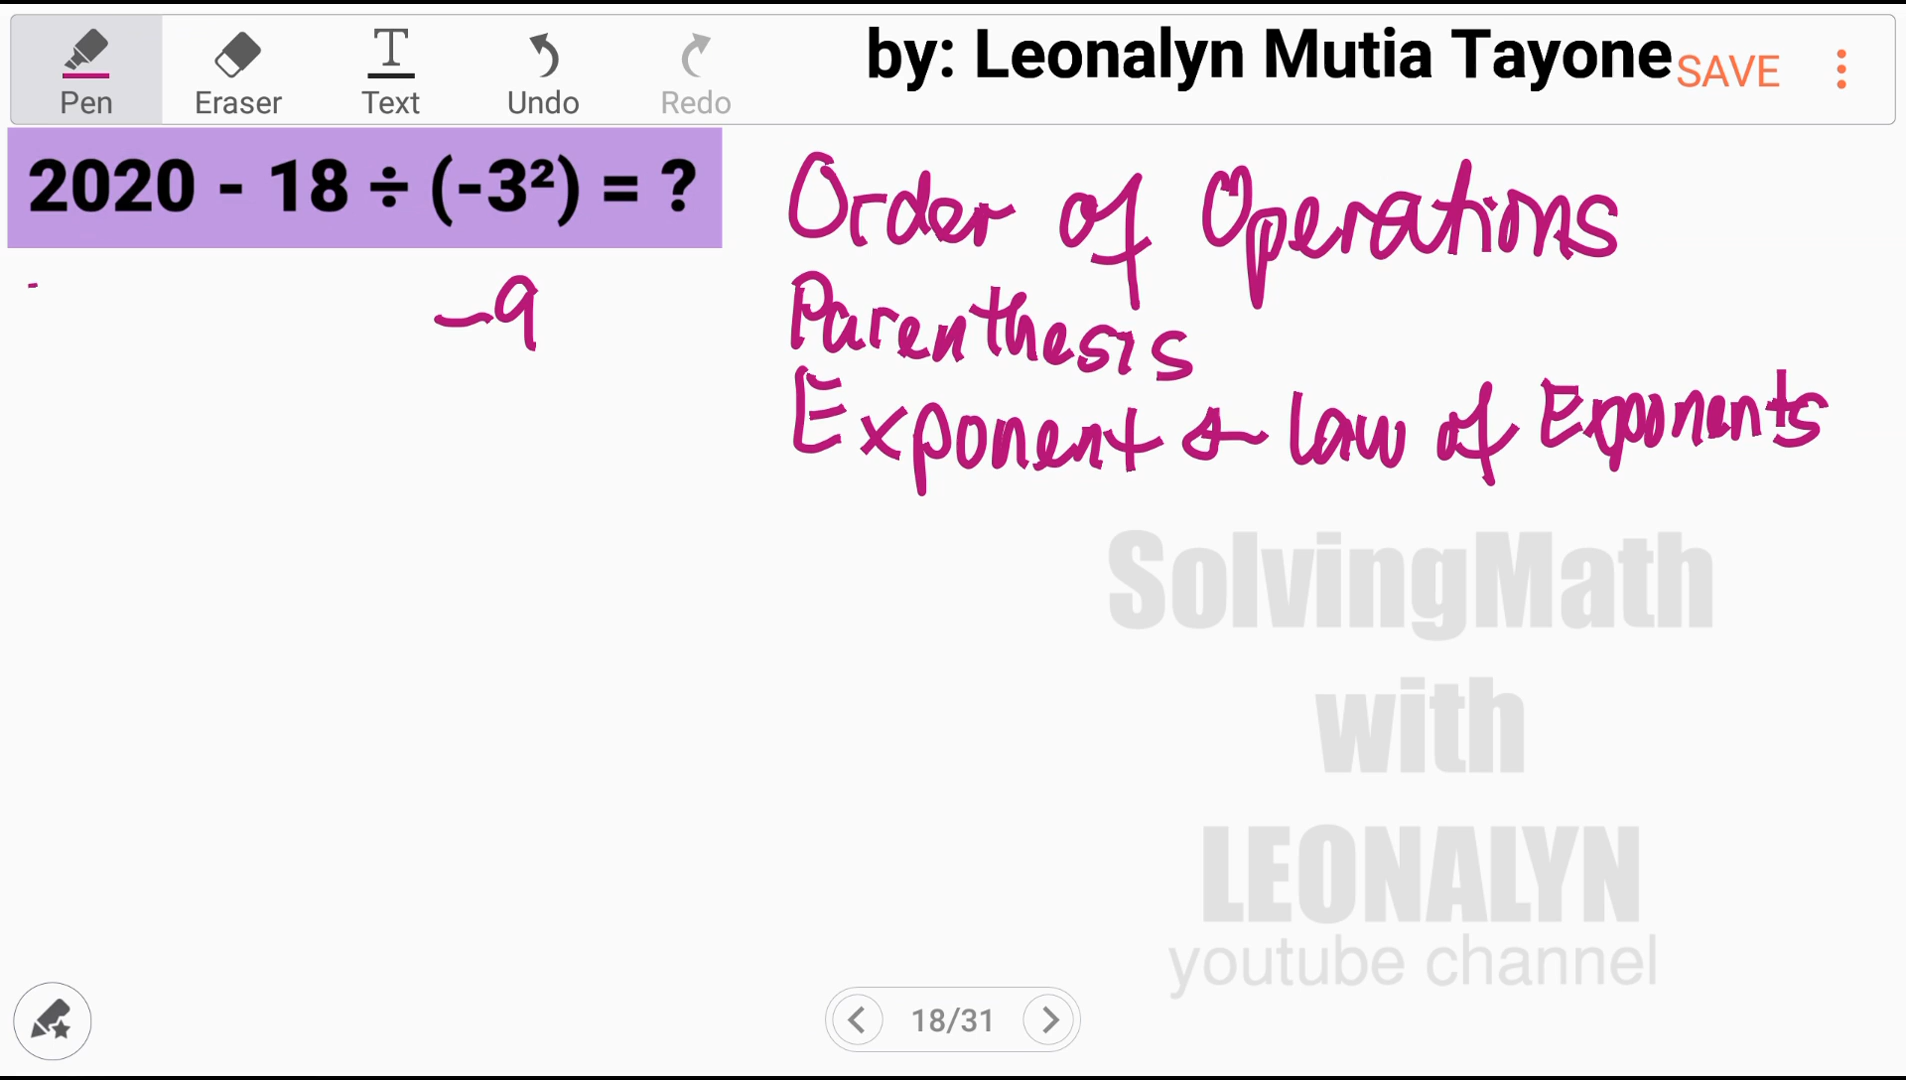 Pen Eraser Text Undo Redo by: Leonalyn Mutia Tayone SAVE
2020 - 18 ÷ (-3²) = ?
Order of Operations
-9
Parenthesis
Exponent & Law of Exponents
SolvingMath
with
LEONALYN
youtube channel
18/31